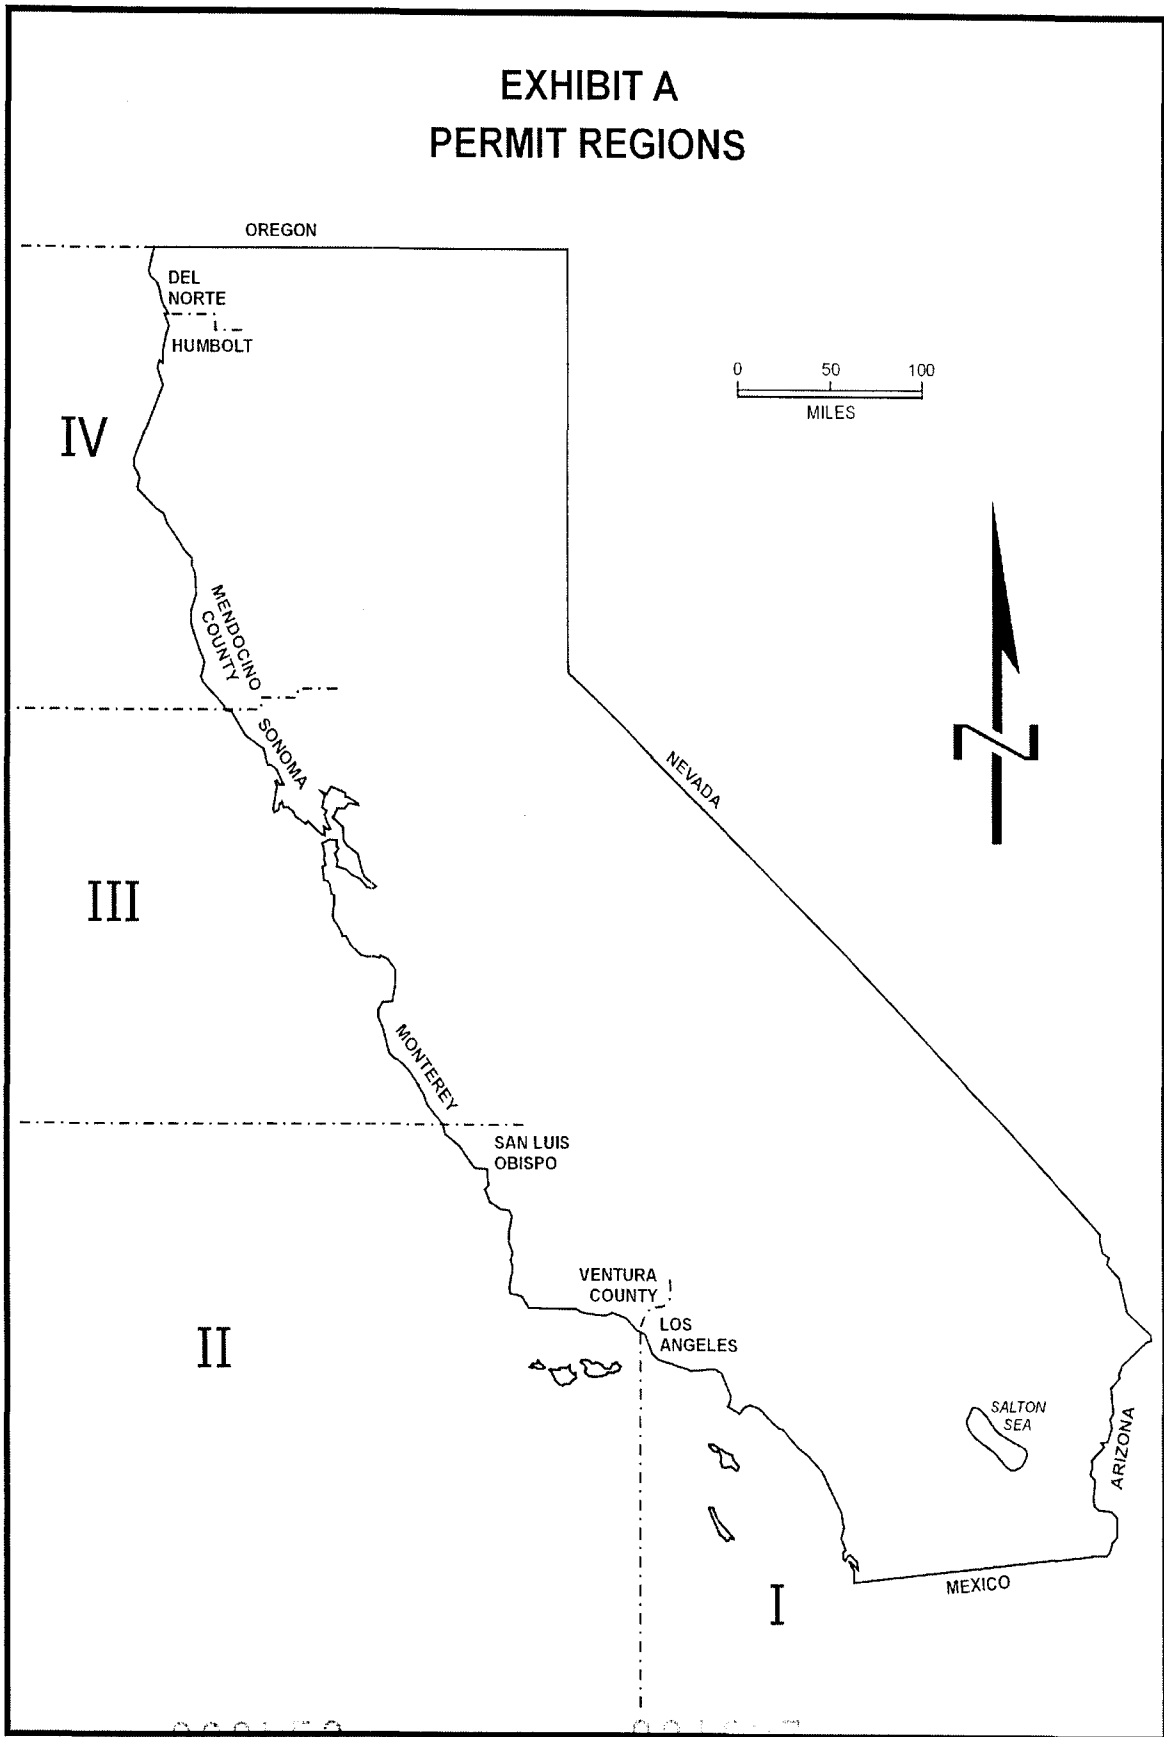 EXHIBIT A
PERMIT REGIONS
OREGON
DEL
NORTE
HUMBOLT
0 50 100
MILES
IV
MENDOCINO
COUNTY
SONOMA
NEVADA
N
III
MONTEREY
SAN LUIS
OBISPO
VENTURA
COUNTY
LOS
ANGELES
II
SALTON
SEA
ARIZONA
MEXICO
I